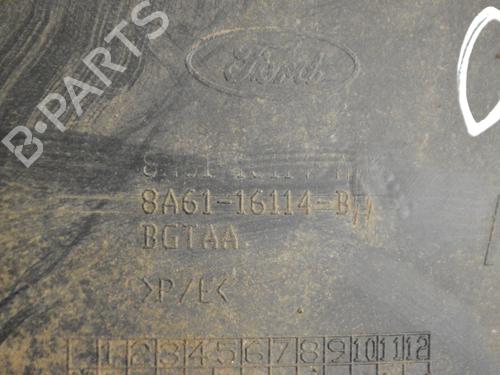 Ford
B-PARTS
8A61-16114-B
BGTAA
>P/E<
1 2 3 4 5 6 7 8 9 10 11 12